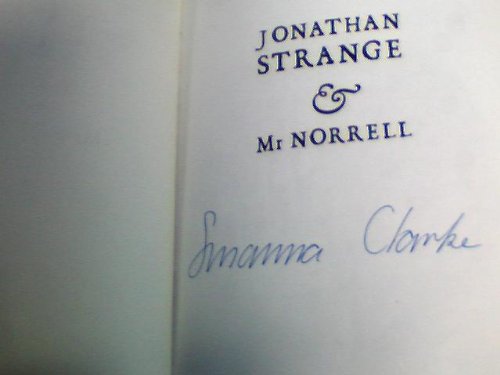 JONATHAN
STRANGE
&
Mr NORRELL
Susanna Clarke